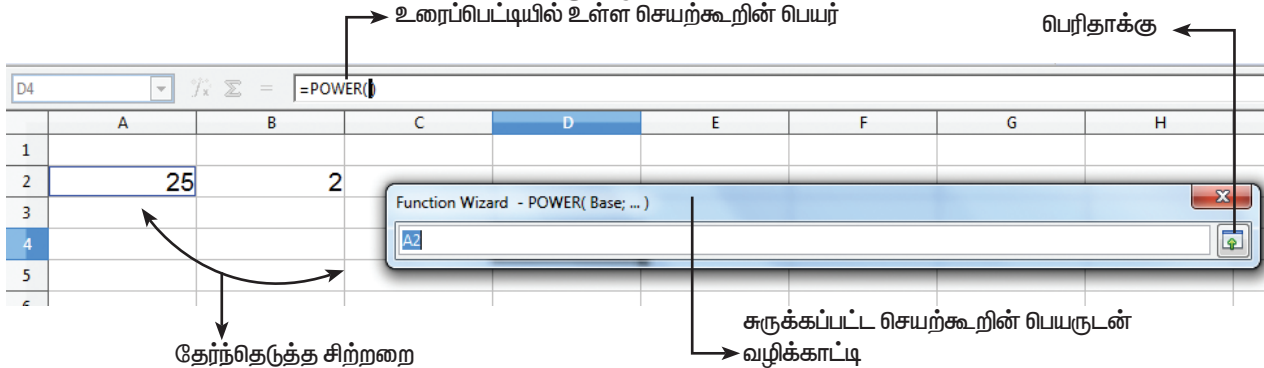 உரைப்பெட்டியில் உள்ள செயற்கூறின் பெயர்
பெரிதாக்கு
D4 fx Σ = =POWER()
A B C D E F G H
1
2 25 2
3
Function Wizard - POWER( Base; ... )
4
A2
5
சுருக்கப்பட்ட செயற்கூறின் பெயருடன்
வழிக்காட்டி
தேர்ந்தெடுத்த சிற்றறை